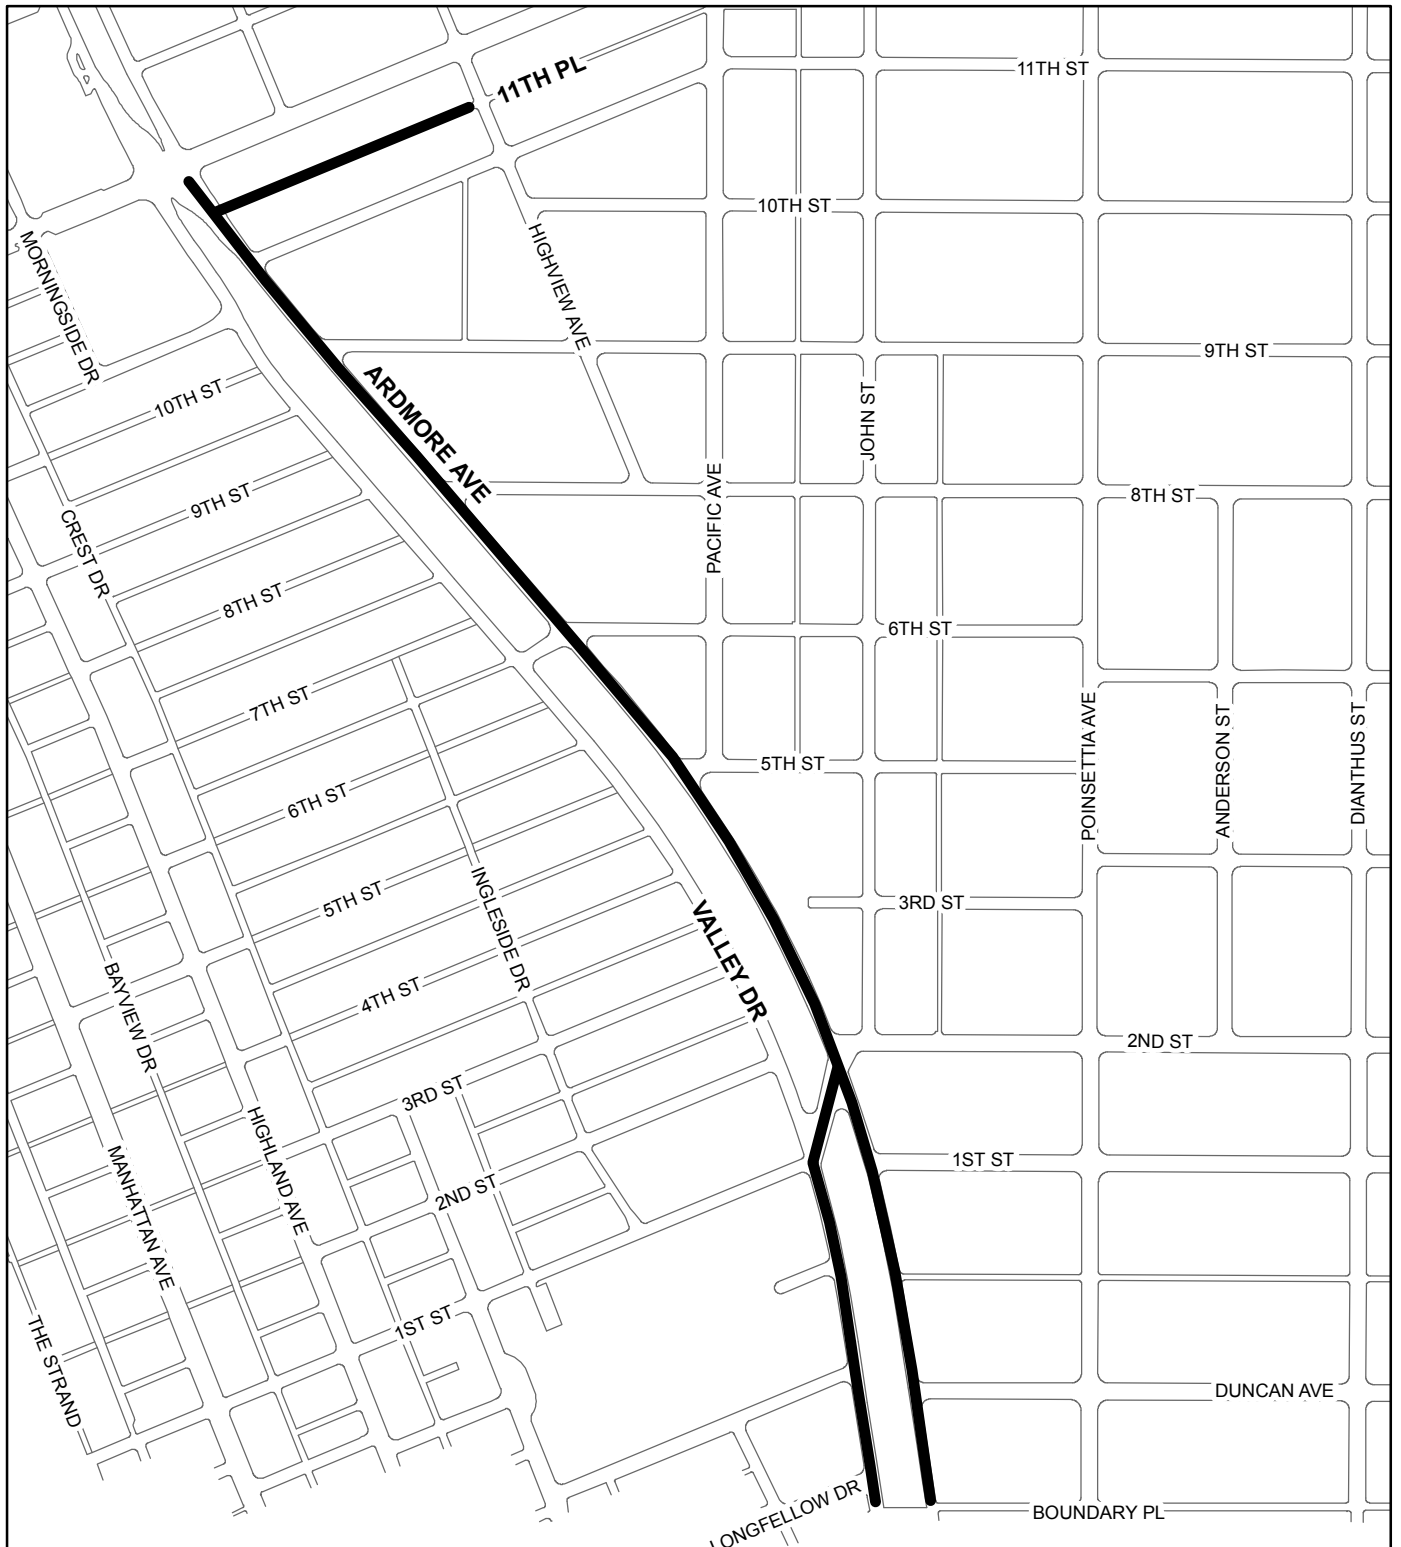 11TH ST
11TH PL
10TH ST
MORNINGSIDE DR
HIGHVIEW AVE
9TH ST
10TH ST
ARDMORE AVE
JOHN ST
9TH ST
PACIFIC AVE
8TH ST
CREST DR
8TH ST
6TH ST
7TH ST
POINSETTIA AVE
ANDERSON ST
DIANTHUS ST
5TH ST
6TH ST
5TH ST
INGLESIDE DR
3RD ST
VALLEY DR
4TH ST
BAYVIEW DR
2ND ST
3RD ST
HIGHLAND AVE
1ST ST
MANHATTAN AVE
2ND ST
1ST ST
THE STRAND
DUNCAN AVE
LONGFELLOW DR
BOUNDARY PL